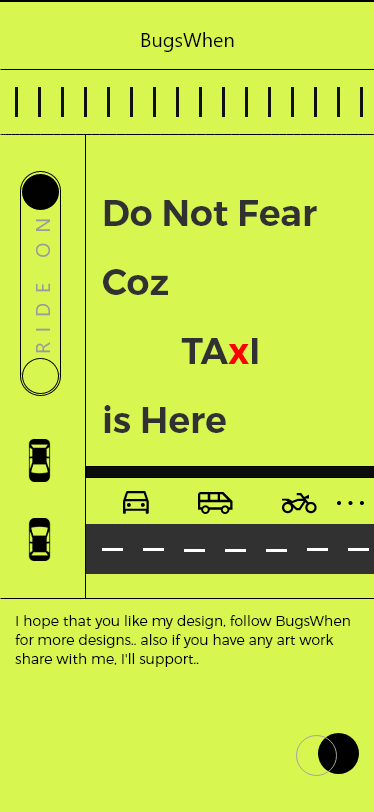 BugsWhen
RIDE ON
Do Not Fear
Coz
TAxI
is Here
I hope that you like my design, follow BugsWhen
for more designs.. also if you have any art work
share with me, I'll support..